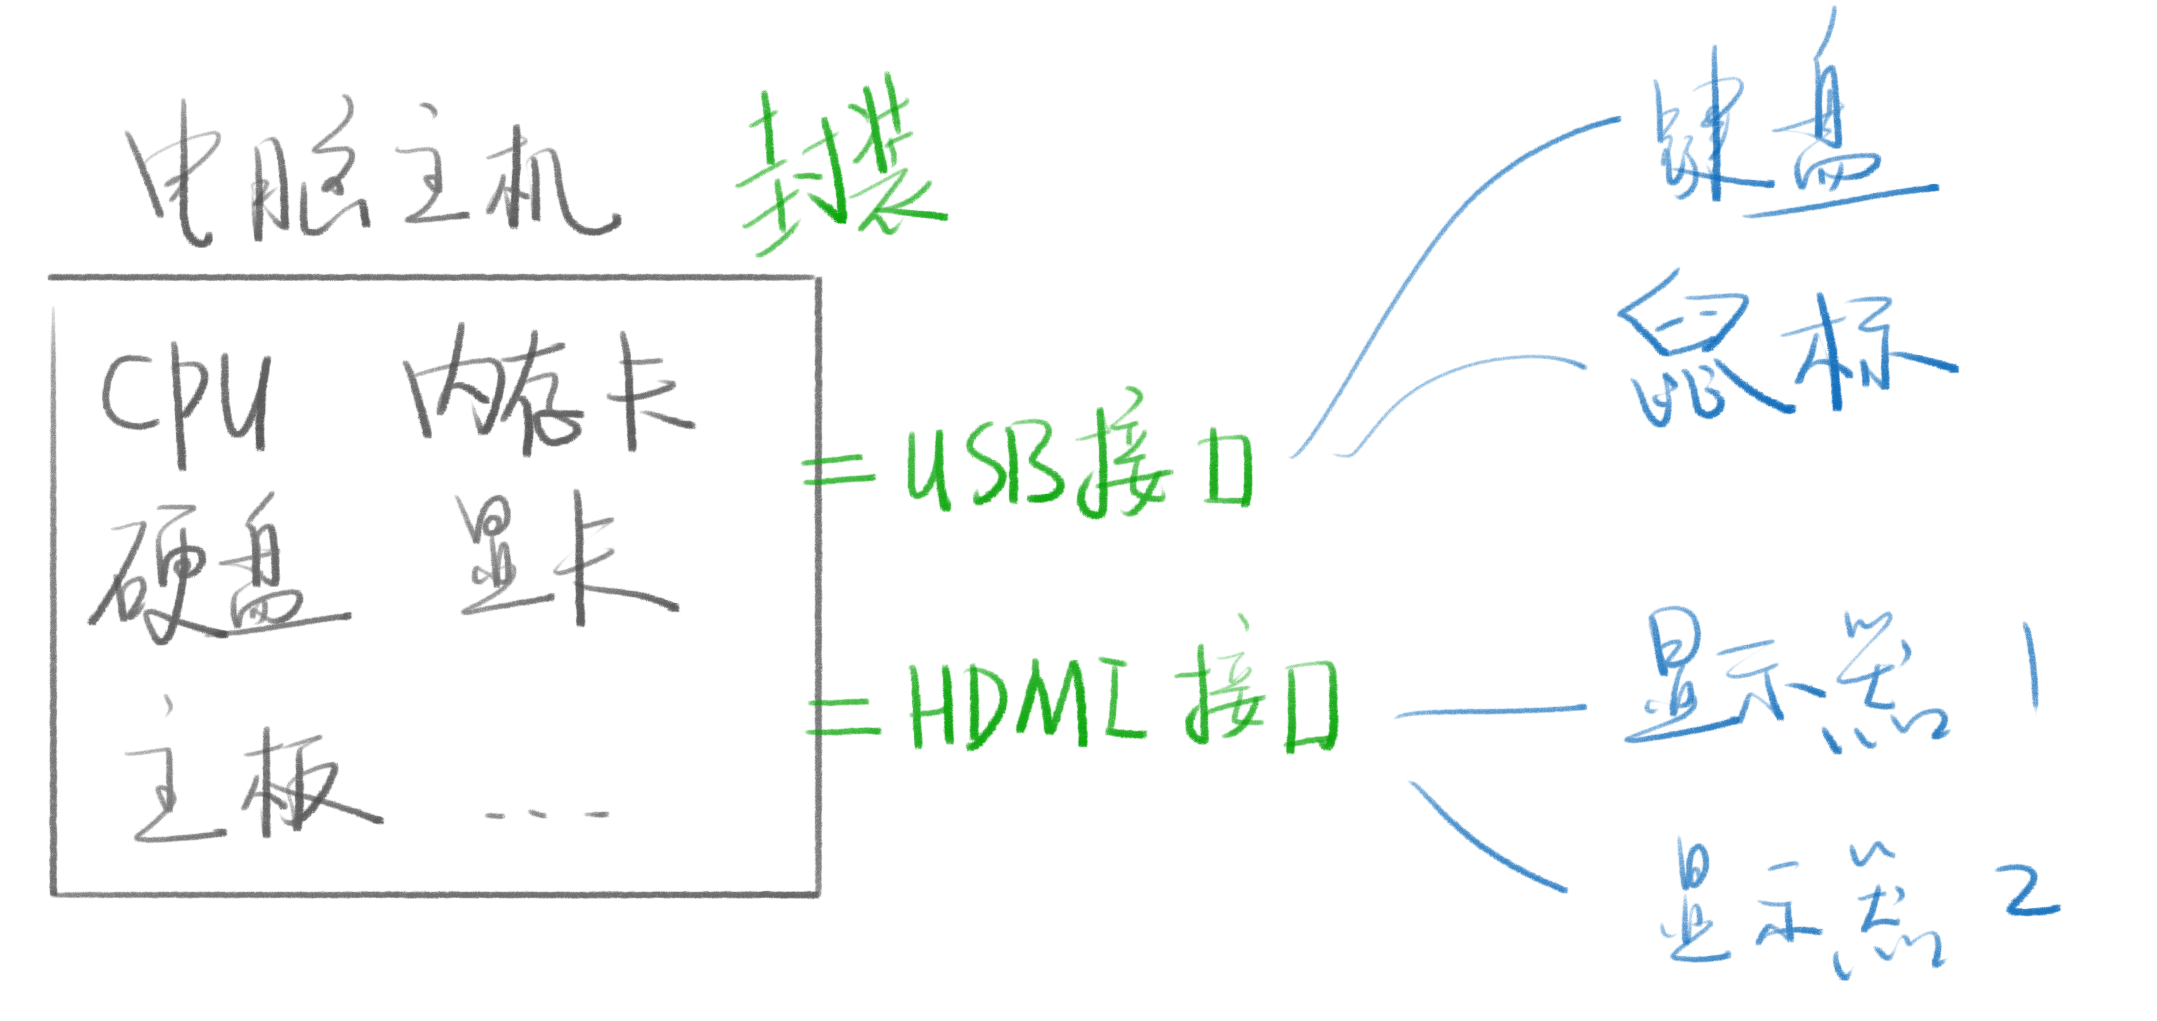 电脑主机 封装
CPU 内存卡
硬盘 显卡
主板 ...
= USB接口
= HDMI接口
键盘
鼠标
显示器 1
显示器 2